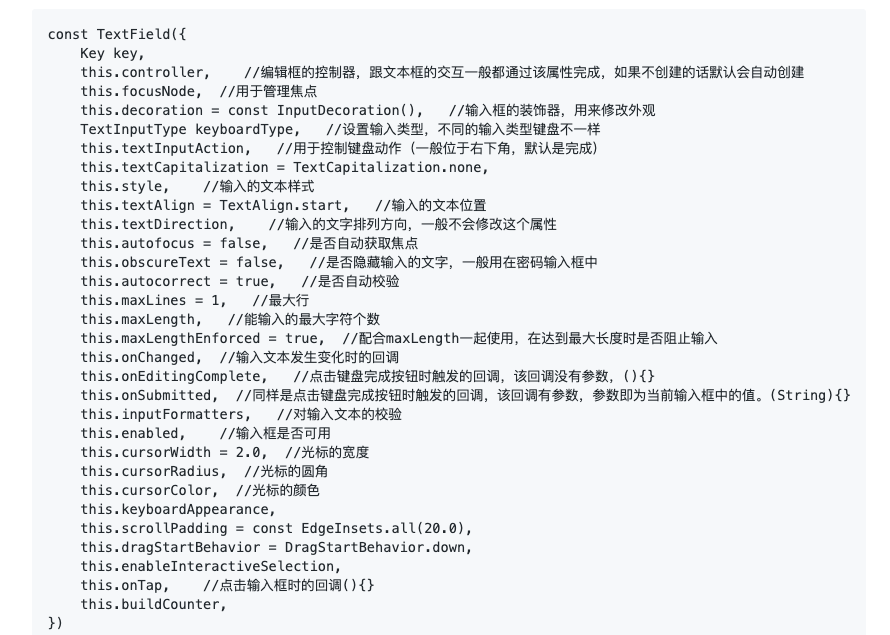 const TextField({
    Key key,
    this.controller,    //编辑框的控制器，跟文本框的交互一般都通过该属性完成，如果不创建的话默认会自动创建
    this.focusNode,  //用于管理焦点
    this.decoration = const InputDecoration(),   //输入框的装饰器，用来修改外观
    TextInputType keyboardType,   //设置输入类型，不同的输入类型键盘不一样
    this.textInputAction,   //用于控制键盘动作（一般位于右下角，默认是完成）
    this.textCapitalization = TextCapitalization.none,
    this.style,    //输入的文本样式
    this.textAlign = TextAlign.start,   //输入的文本位置
    this.textDirection,    //输入的文字排列方向，一般不会修改这个属性
    this.autofocus = false,   //是否自动获取焦点
    this.obscureText = false,   //是否隐藏输入的文字，一般用在密码输入框中
    this.autocorrect = true,   //是否自动校验
    this.maxLines = 1,   //最大行
    this.maxLength,   //能输入的最大字符个数
    this.maxLengthEnforced = true,  //配合maxLength一起使用，在达到最大长度时是否阻止输入
    this.onChanged,  //输入文本发生变化时的回调
    this.onEditingComplete,   //点击键盘完成按钮时触发的回调，该回调没有参数，(){}
    this.onSubmitted,  //同样是点击键盘完成按钮时触发的回调，该回调有参数，参数即为当前输入框中的值。(String){}
    this.inputFormatters,   //对输入文本的校验
    this.enabled,    //输入框是否可用
    this.cursorWidth = 2.0,  //光标的宽度
    this.cursorRadius,  //光标的圆角
    this.cursorColor,  //光标的颜色
    this.keyboardAppearance,
    this.scrollPadding = const EdgeInsets.all(20.0),
    this.dragStartBehavior = DragStartBehavior.down,
    this.enableInteractiveSelection,
    this.onTap,    //点击输入框时的回调(){}
    this.buildCounter,
})